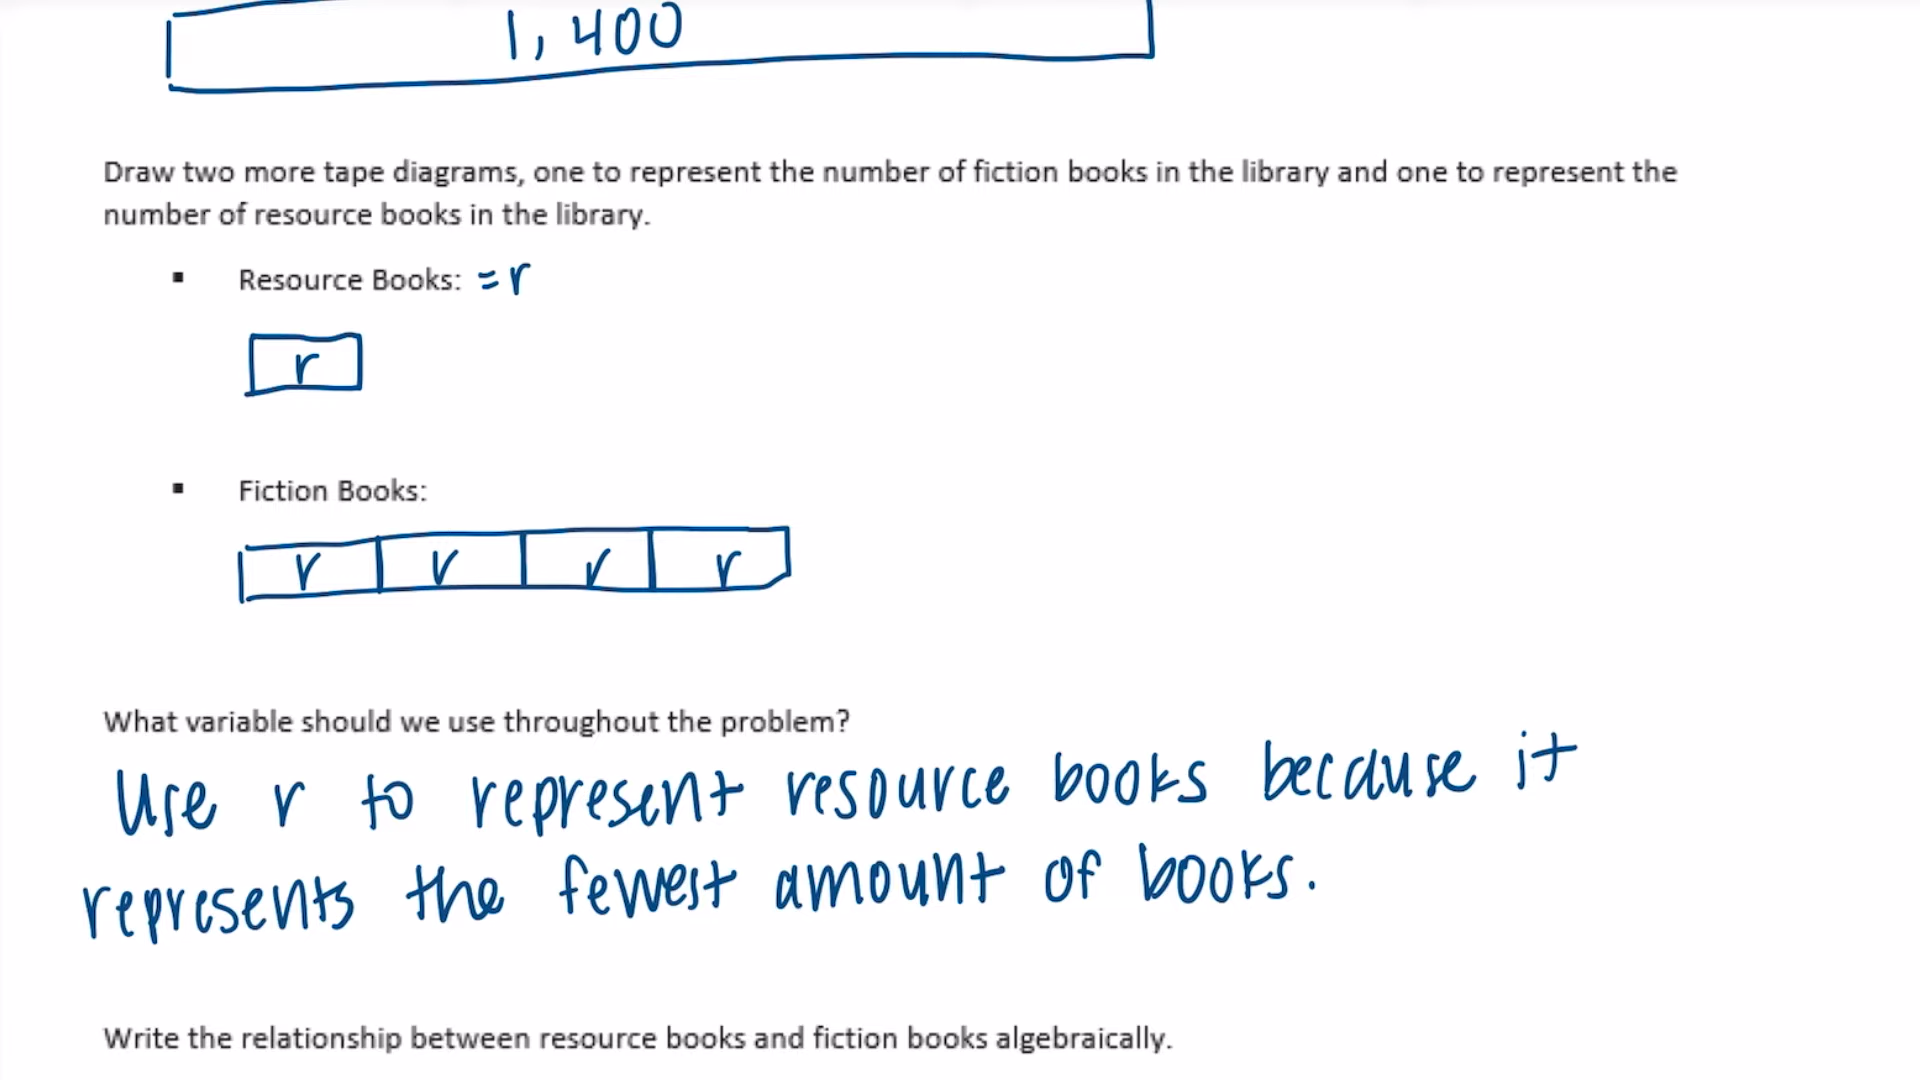 1,400
Draw two more tape diagrams, one to represent the number of fiction books in the library and one to represent the
number of resource books in the library.
▪ Resource Books: = r
r
▪ Fiction Books:
r r r r
What variable should we use throughout the problem?
Use r to represent resource books because it
represents the fewest amount of books.
Write the relationship between resource books and fiction books algebraically.